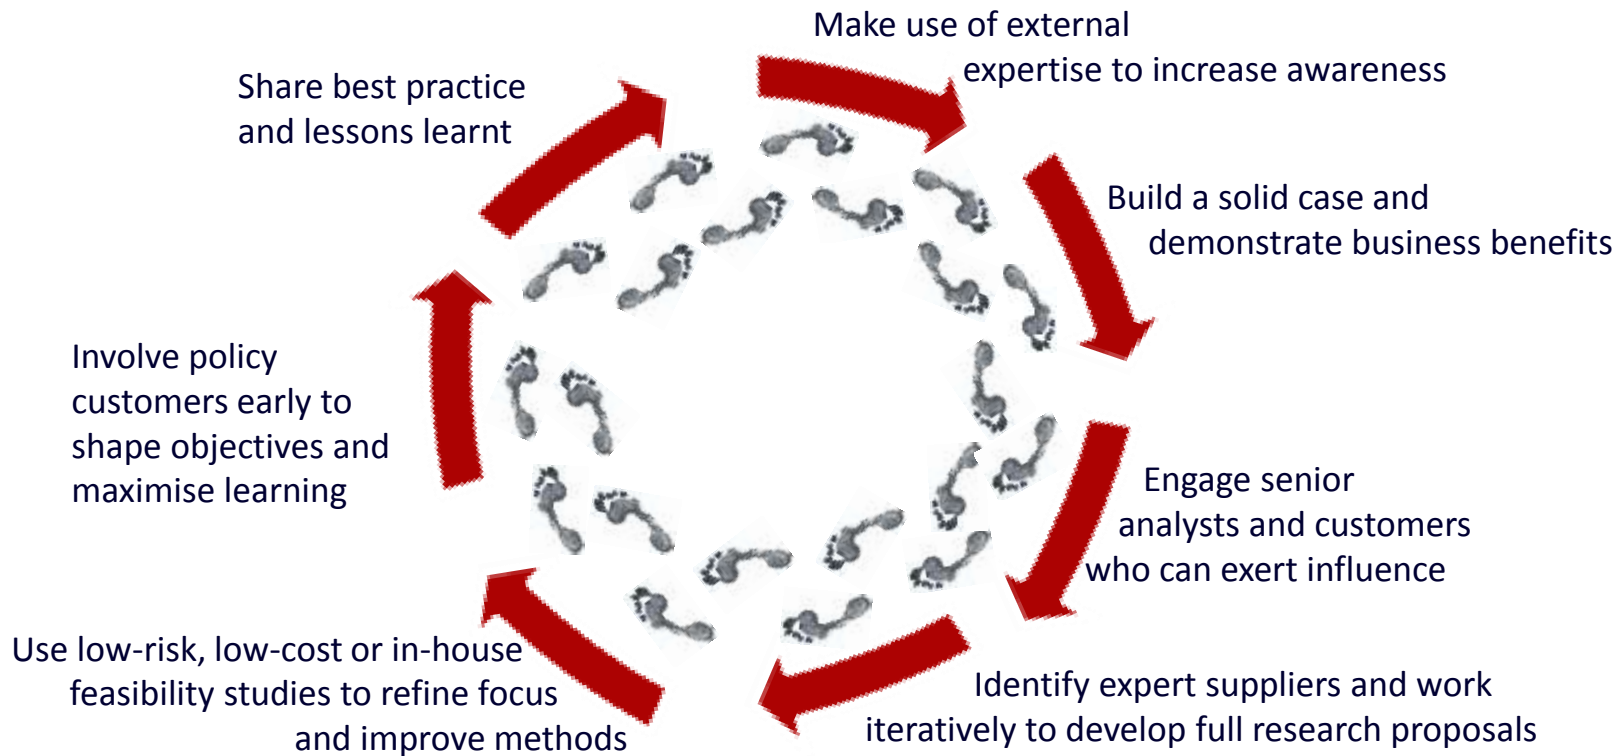 Make use of external
expertise to increase awareness
Build a solid case and
demonstrate business benefits
Engage senior
analysts and customers
who can exert influence
Identify expert suppliers and work
iteratively to develop full research proposals
Use low-risk, low-cost or in-house
feasibility studies to refine focus
and improve methods
Involve policy
customers early to
shape objectives and
maximise learning
Share best practice
and lessons learnt